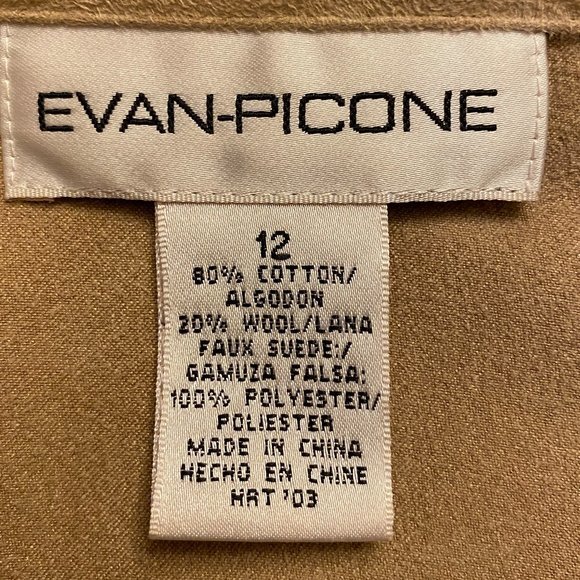 EVAN-PICONE
12
80% COTTON/
ALGODON
20% WOOL/LANA
FAUX SUEDE:/
GAMUZA FALSA:
100% POLYESTER/
POLIESTER
MADE IN CHINA
HECHO EN CHINE
HRT '03